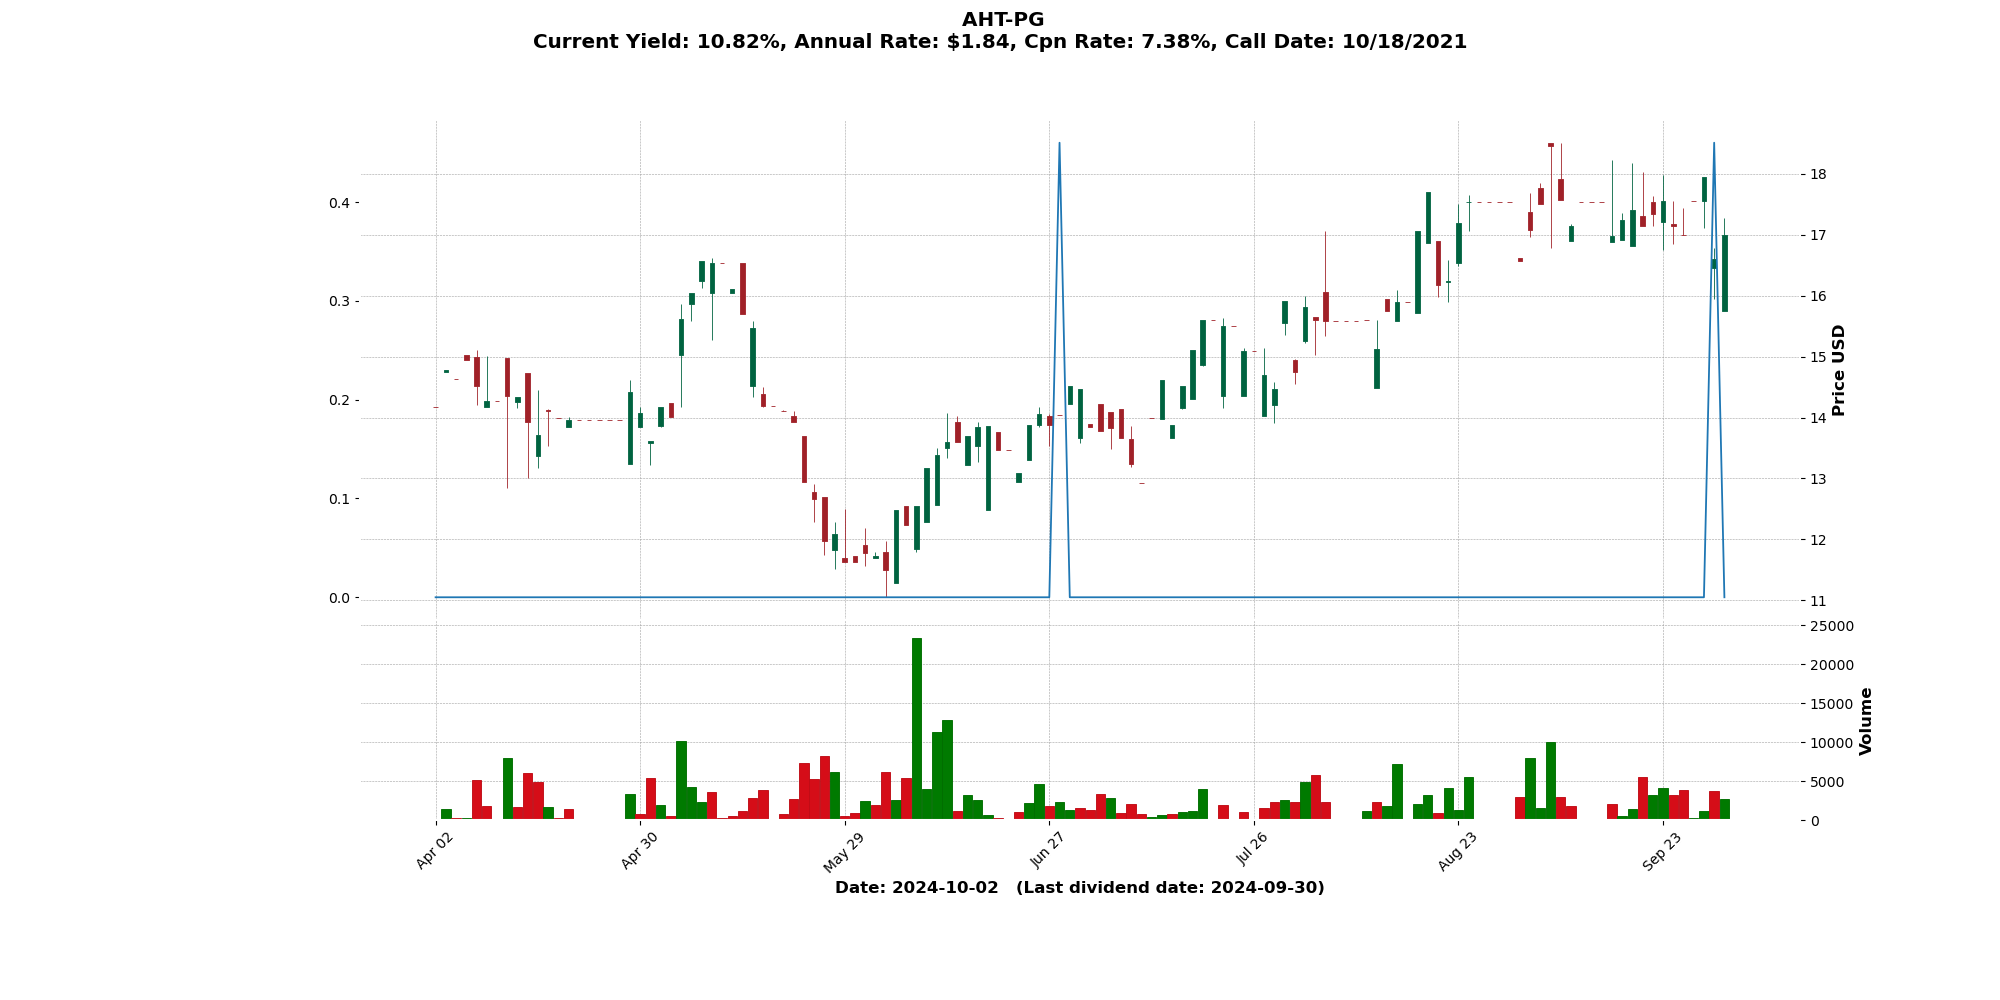 AHT-PG
Current Yield: 10.82%, Annual Rate: $1.84, Cpn Rate: 7.38%, Call Date: 10/18/2021
0.4
0.3
0.2
0.1
0.0
18
17
16
15
14
13
12
11
Price USD
25000
20000
15000
10000
5000
0
Volume
Apr 02
Apr 30
May 29
Jun 27
Jul 26
Aug 23
Sep 23
Date: 2024-10-02 (Last dividend date: 2024-09-30)